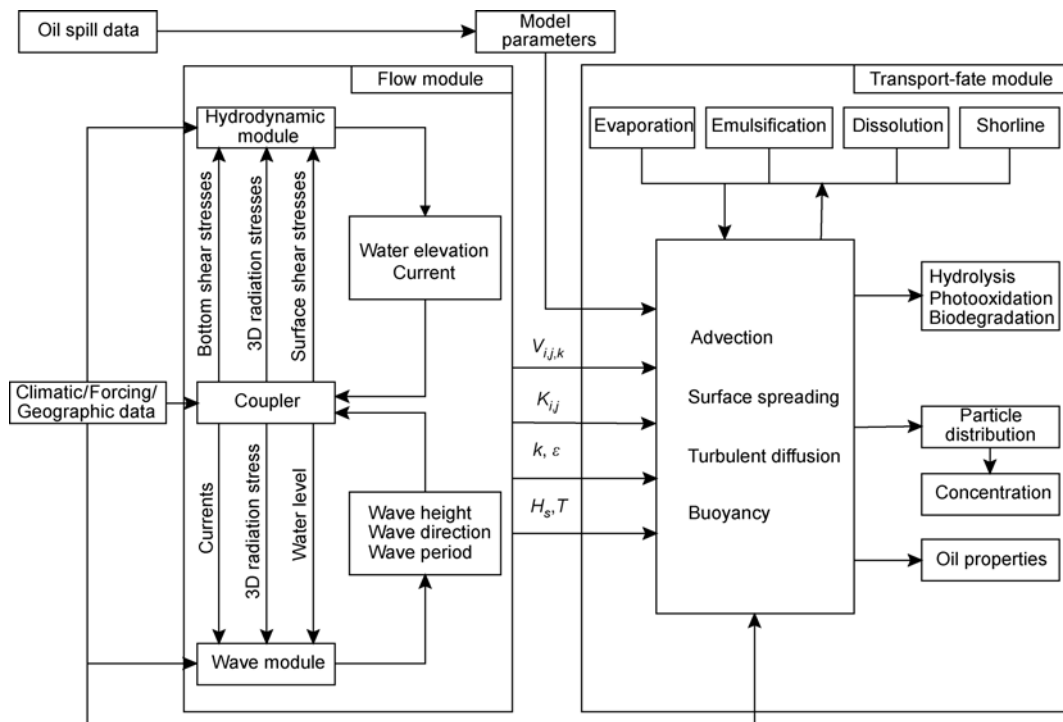 Oil spill data
Model
parameters
Flow module
Transport-fate module
Hydrodynamic
module
Evaporation
Emulsification
Dissolution
Shorline
Bottom shear stresses
3D radiation stresses
Surface shear stresses
Water elevation
Current
Hydrolysis
Photooxidation
Biodegradation
Advection
Surface spreading
Turbulent diffusion
Buoyancy
V i,j,k
K i,j
k, ε
H s, T
Climatic/Forcing/
Geographic data
Coupler
Particle
distribution
Concentration
Oil properties
Currents
3D radiation stress
Water level
Wave height
Wave direction
Wave period
Wave module